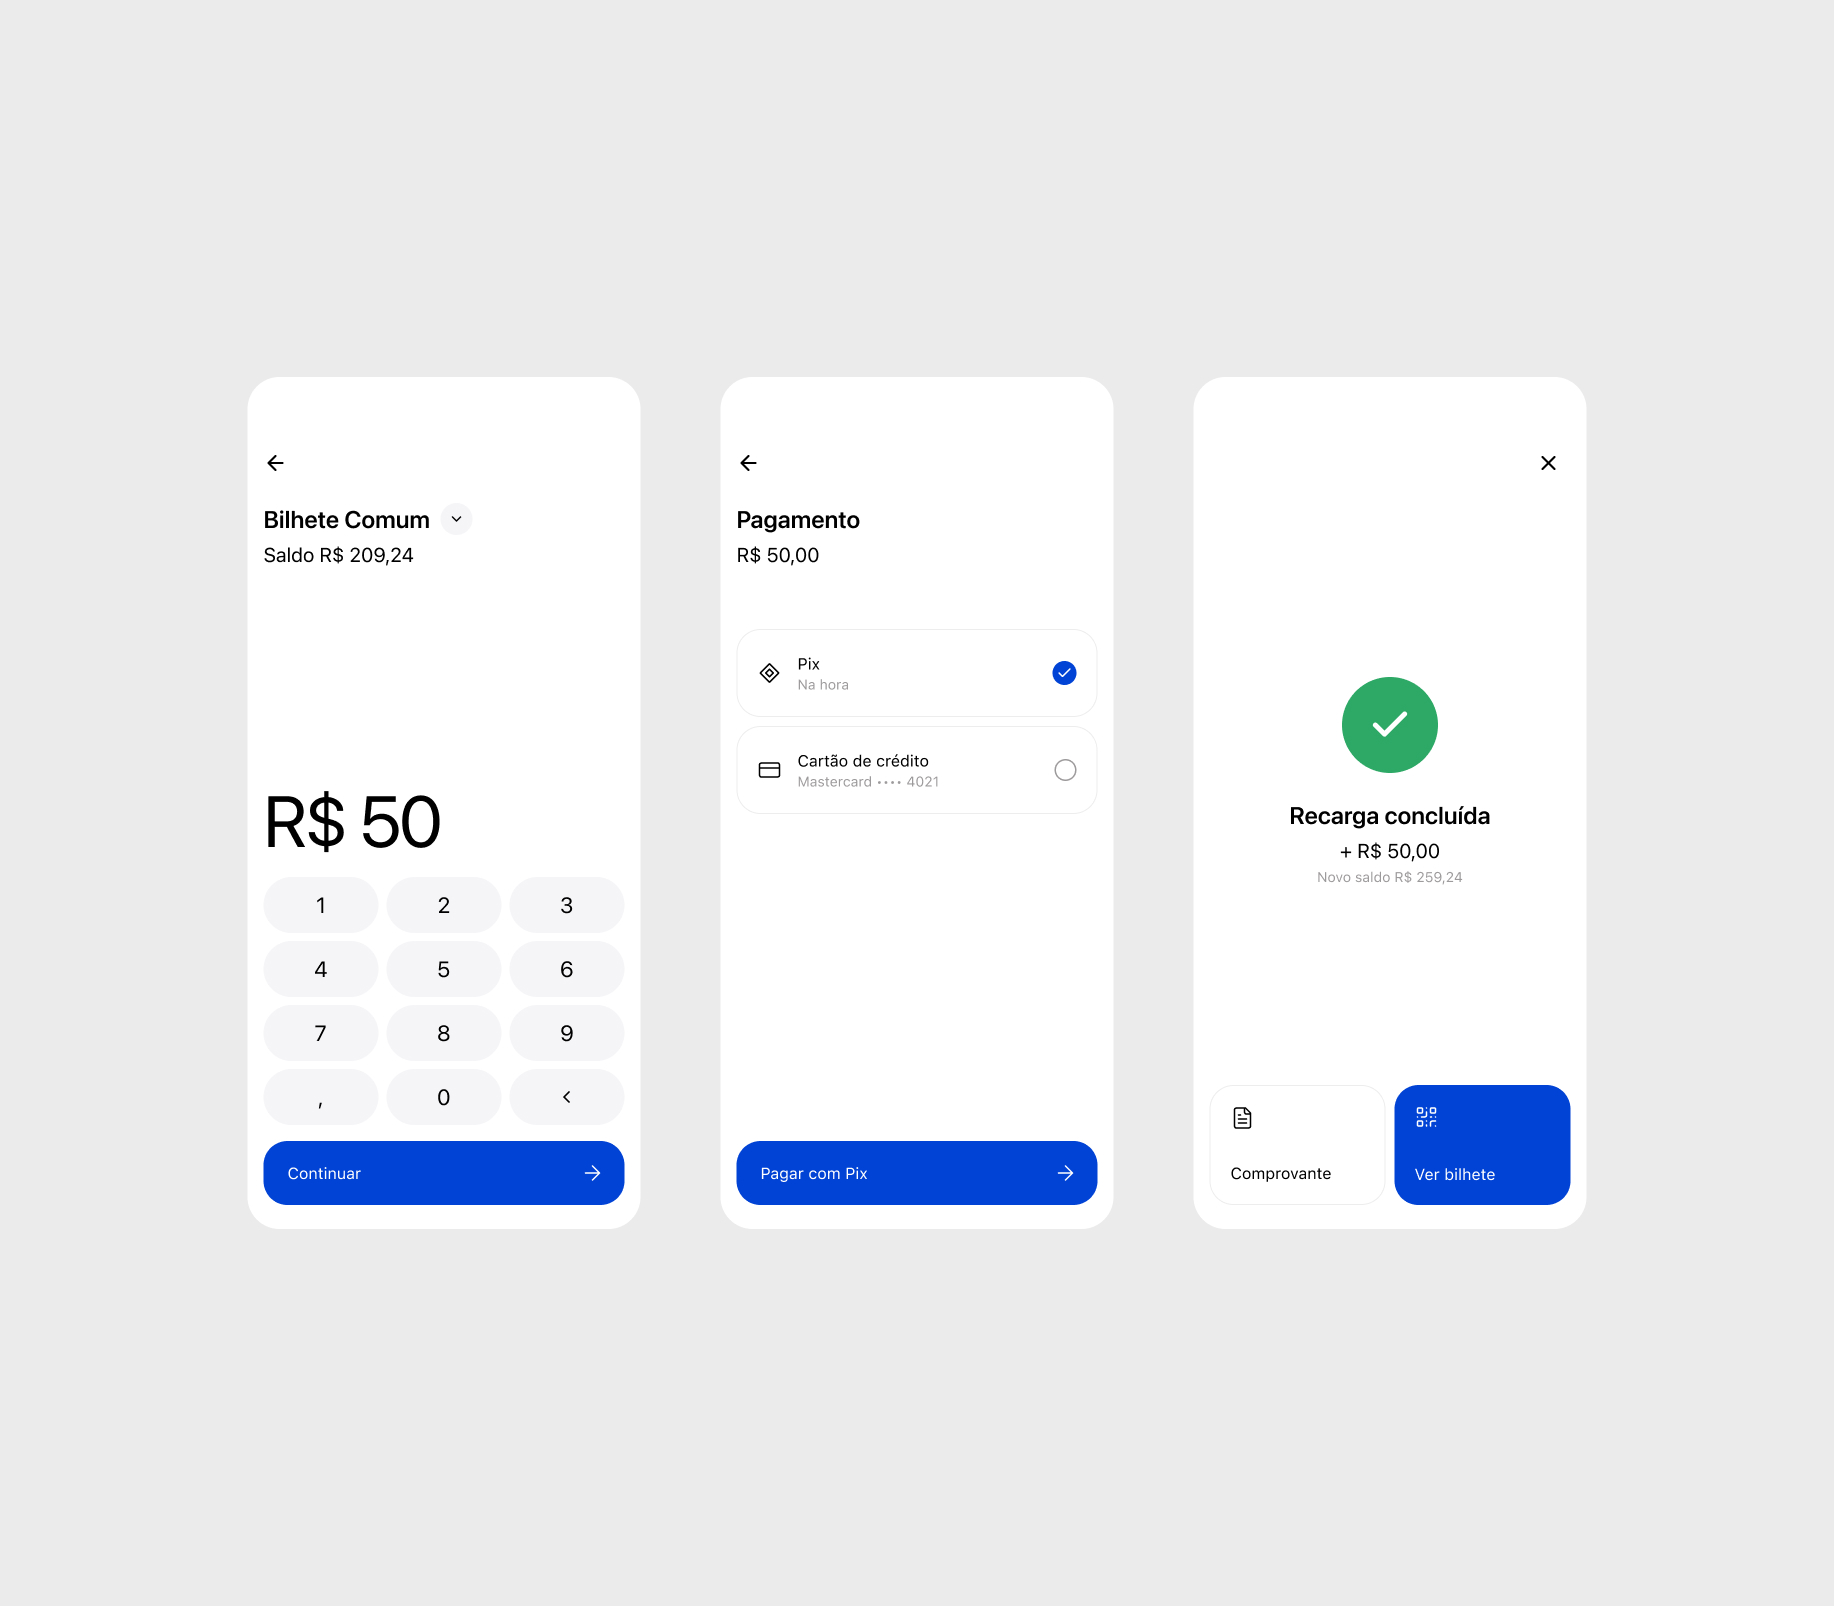 Bilhete Comum
Saldo R$ 209,24
R$ 50
1 2 3
4 5 6
7 8 9
, 0
Continuar
Pagamento
R$ 50,00
Pix
Na hora
Cartão de crédito
Mastercard •••• 4021
Pagar com Pix
Recarga concluída
+ R$ 50,00
Novo saldo R$ 259,24
Comprovante
Ver bilhete